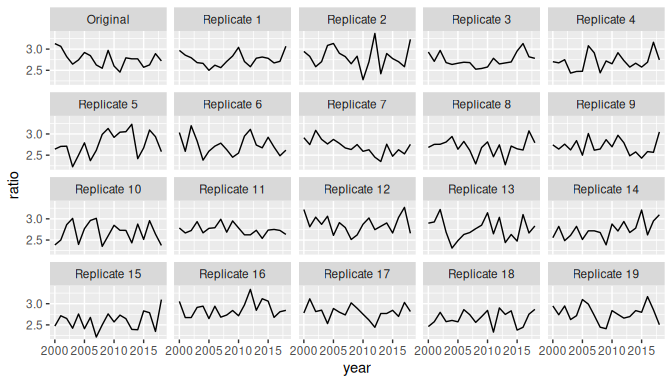 Original Replicate 1 Replicate 2 Replicate 3 Replicate 4
3.0
2.5
Replicate 5 Replicate 6 Replicate 7 Replicate 8 Replicate 9
3.0
2.5
ratio
Replicate 10 Replicate 11 Replicate 12 Replicate 13 Replicate 14
3.0
2.5
Replicate 15 Replicate 16 Replicate 17 Replicate 18 Replicate 19
3.0
2.5
2000 2005 2010 2015 2000 2005 2010 2015 2000 2005 2010 2015 2000 2005 2010 2015 2000 2005 2010 2015
year